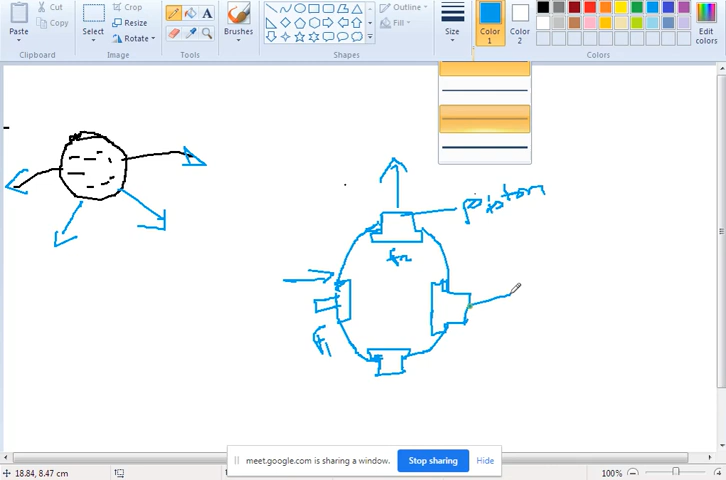 Cut
Copy
Paste
Clipboard
Crop
Resize
Rotate
Select
Image
Tools
Brushes
Outline
Fill
Shapes
Size
Color
1
Color
2
Edit
colors
Colors
piston
F2
F1
meet.google.com is sharing a window.
Stop sharing
Hide
18.84, 8.47 cm
100%